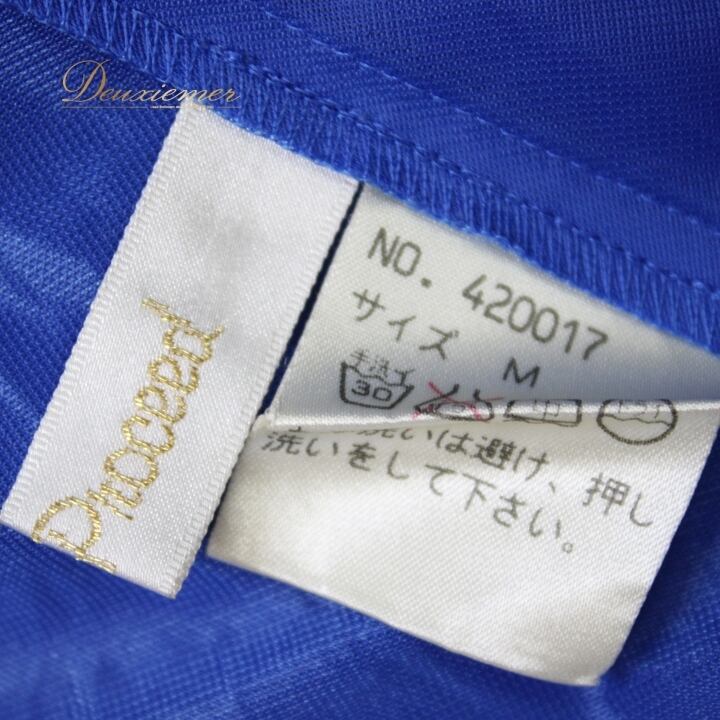 Deuxiemer
Proceed
NO. 420017
サイズ M
手洗イ
30
洗いは避け、押し
洗いをして下さい。